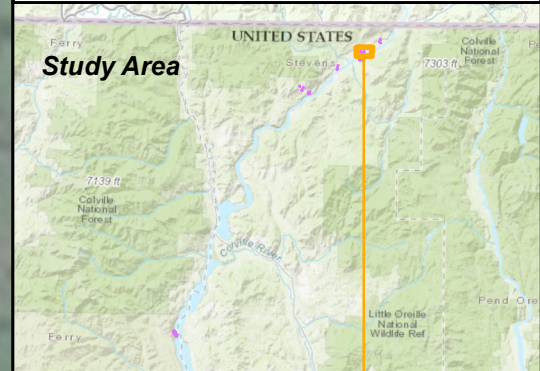 UNITED STATES
Ferry
Study Area
Stevens
7303 ft
Colville
National
Forest
7139 ft
Colville
National
Forest
Colville River
Little Oreille
National
Wildlife Ref
Pend Ore
Ferry